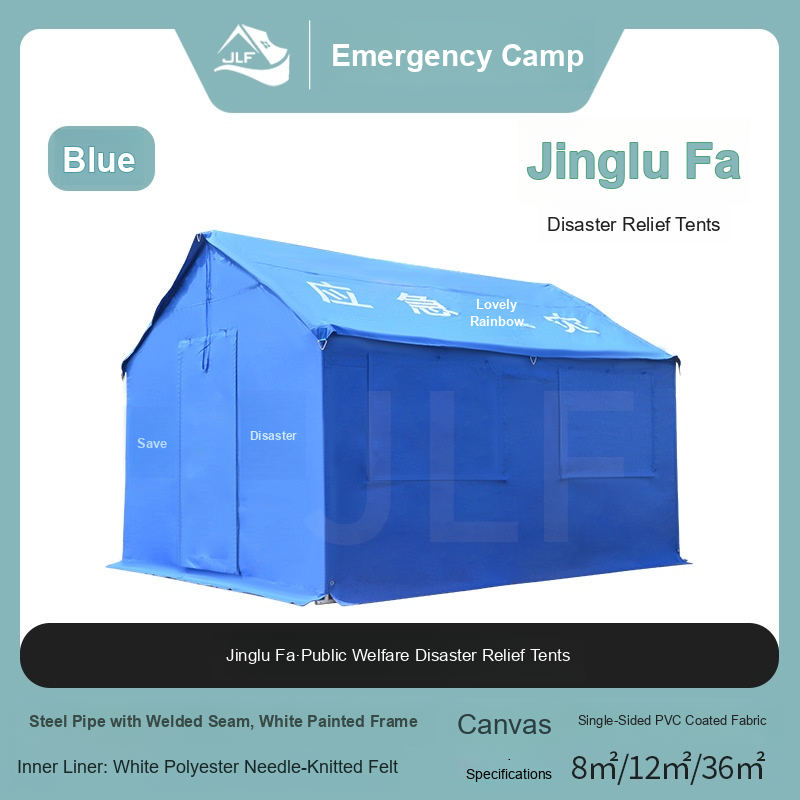 JLF
Emergency Camp
Blue
Jinglu Fa
Disaster Relief Tents
应急
Lovely
Rainbow
灾
Save
Disaster
JLF
Jinglu Fa·Public Welfare Disaster Relief Tents
Steel Pipe with Welded Seam, White Painted Frame
Canvas
Single-Sided PVC Coated Fabric
Inner Liner: White Polyester Needle-Knitted Felt
·
Specifications
8㎡/12㎡/36㎡